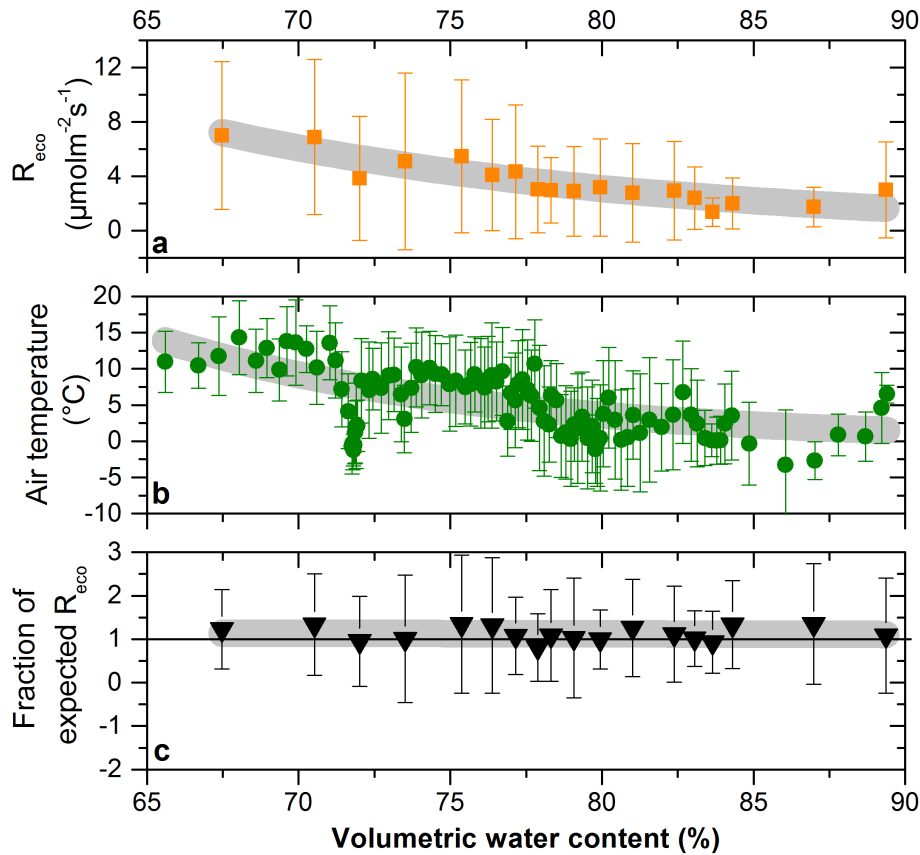 65 70 75 80 85 90
12
8
4
0
R_eco
(μmolm⁻²s⁻¹)
a
20
15
10
5
0
-5
-10
Air temperature
(°C)
b
3
2
1
0
-1
-2
Fraction of
expected R_eco
c
65 70 75 80 85 90
Volumetric water content (%)